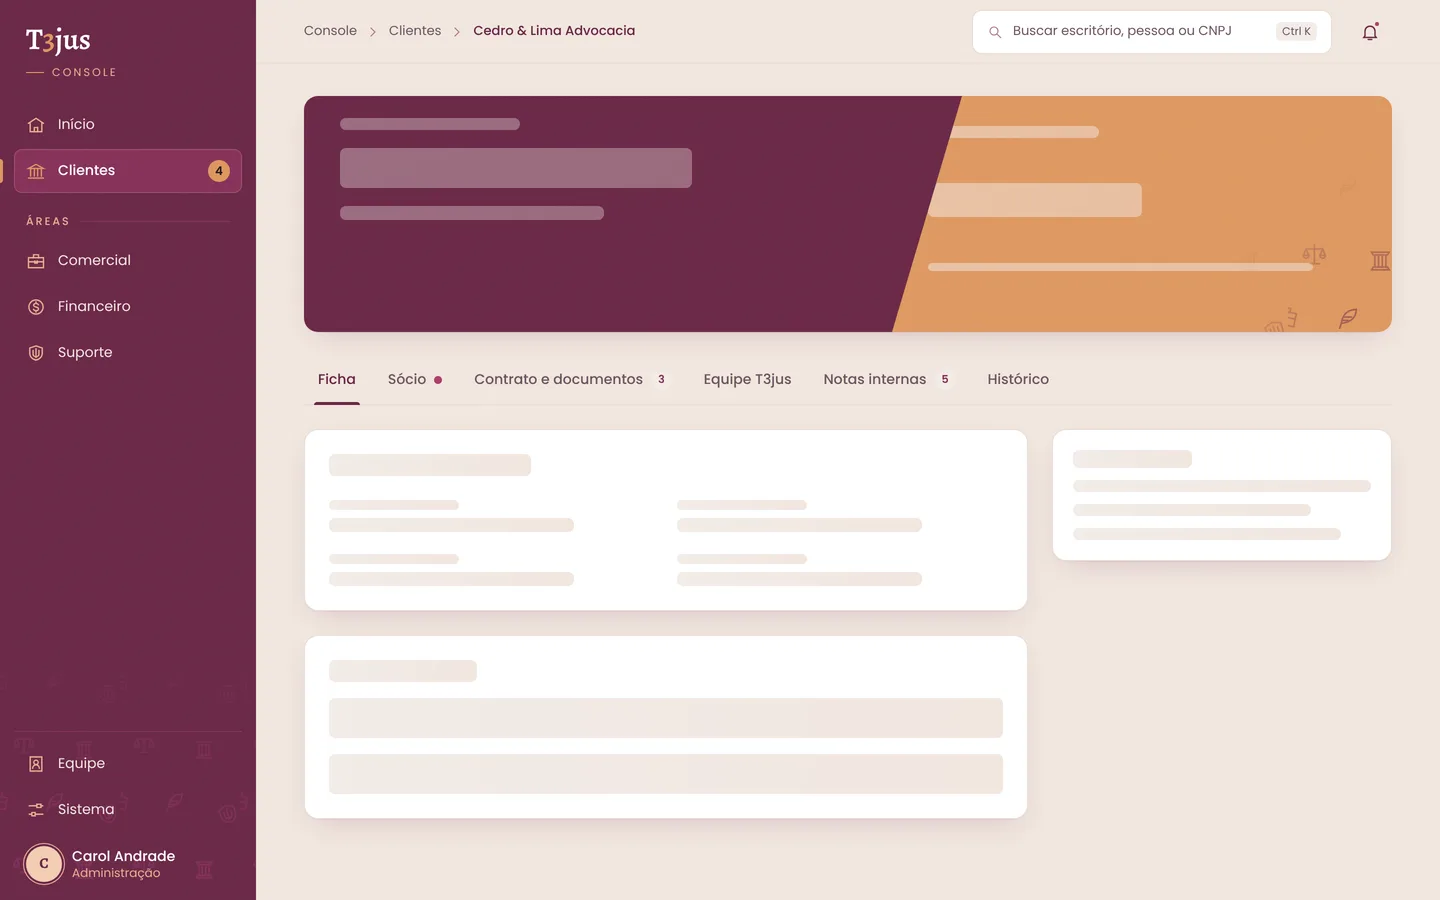 T3jus
CONSOLE
Início
Clientes
4
ÁREAS
Comercial
Financeiro
Suporte
Equipe
Sistema
C
Carol Andrade
Administração
Console
Clientes
Cedro & Lima Advocacia
Buscar escritório, pessoa ou CNPJ
Ctrl K
Ficha
Sócio
Contrato e documentos
3
Equipe T3jus
Notas internas
5
Histórico